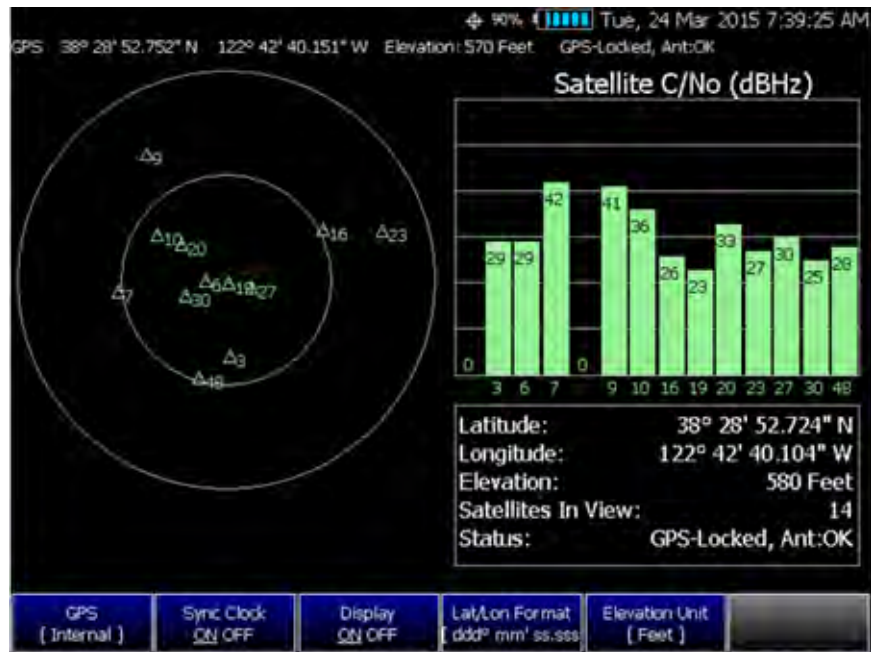 90% Tue, 24 Mar 2015 7:39:25 AM
GPS 38° 28' 52.752" N 122° 42' 40.151" W Elevation: 570 Feet GPS-Locked, Ant:OK
Satellite C/No (dBHz)
9
16
23
10
20
6
19
27
7
30
3
48
0 29 29 42 0 41 36 26 23 33 27 30 25 28
3 6 7 9 10 16 19 20 23 27 30 48
Latitude: 38° 28' 52.724" N
Longitude: 122° 42' 40.104" W
Elevation: 580 Feet
Satellites In View: 14
Status: GPS-Locked, Ant:OK
GPS Sync Clock Display Lat/Lon Format Elevation Unit
[ Internal ] ON OFF ON OFF [ ddd° mm' ss.sss [ Feet ]